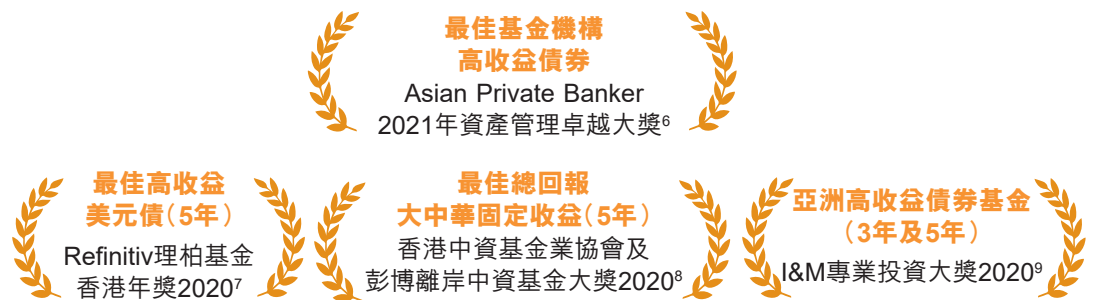 最佳基金機構
高收益債券
Asian Private Banker
2021年資產管理卓越大獎⁶
最佳高收益
美元債（5年）
Refinitiv理柏基金
香港年獎2020⁷
最佳總回報
大中華固定收益（5年）
香港中資基金業協會及
彭博離岸中資基金大獎2020⁸
亞洲高收益債券基金
（3年及5年）
I&M專業投資大獎2020⁹